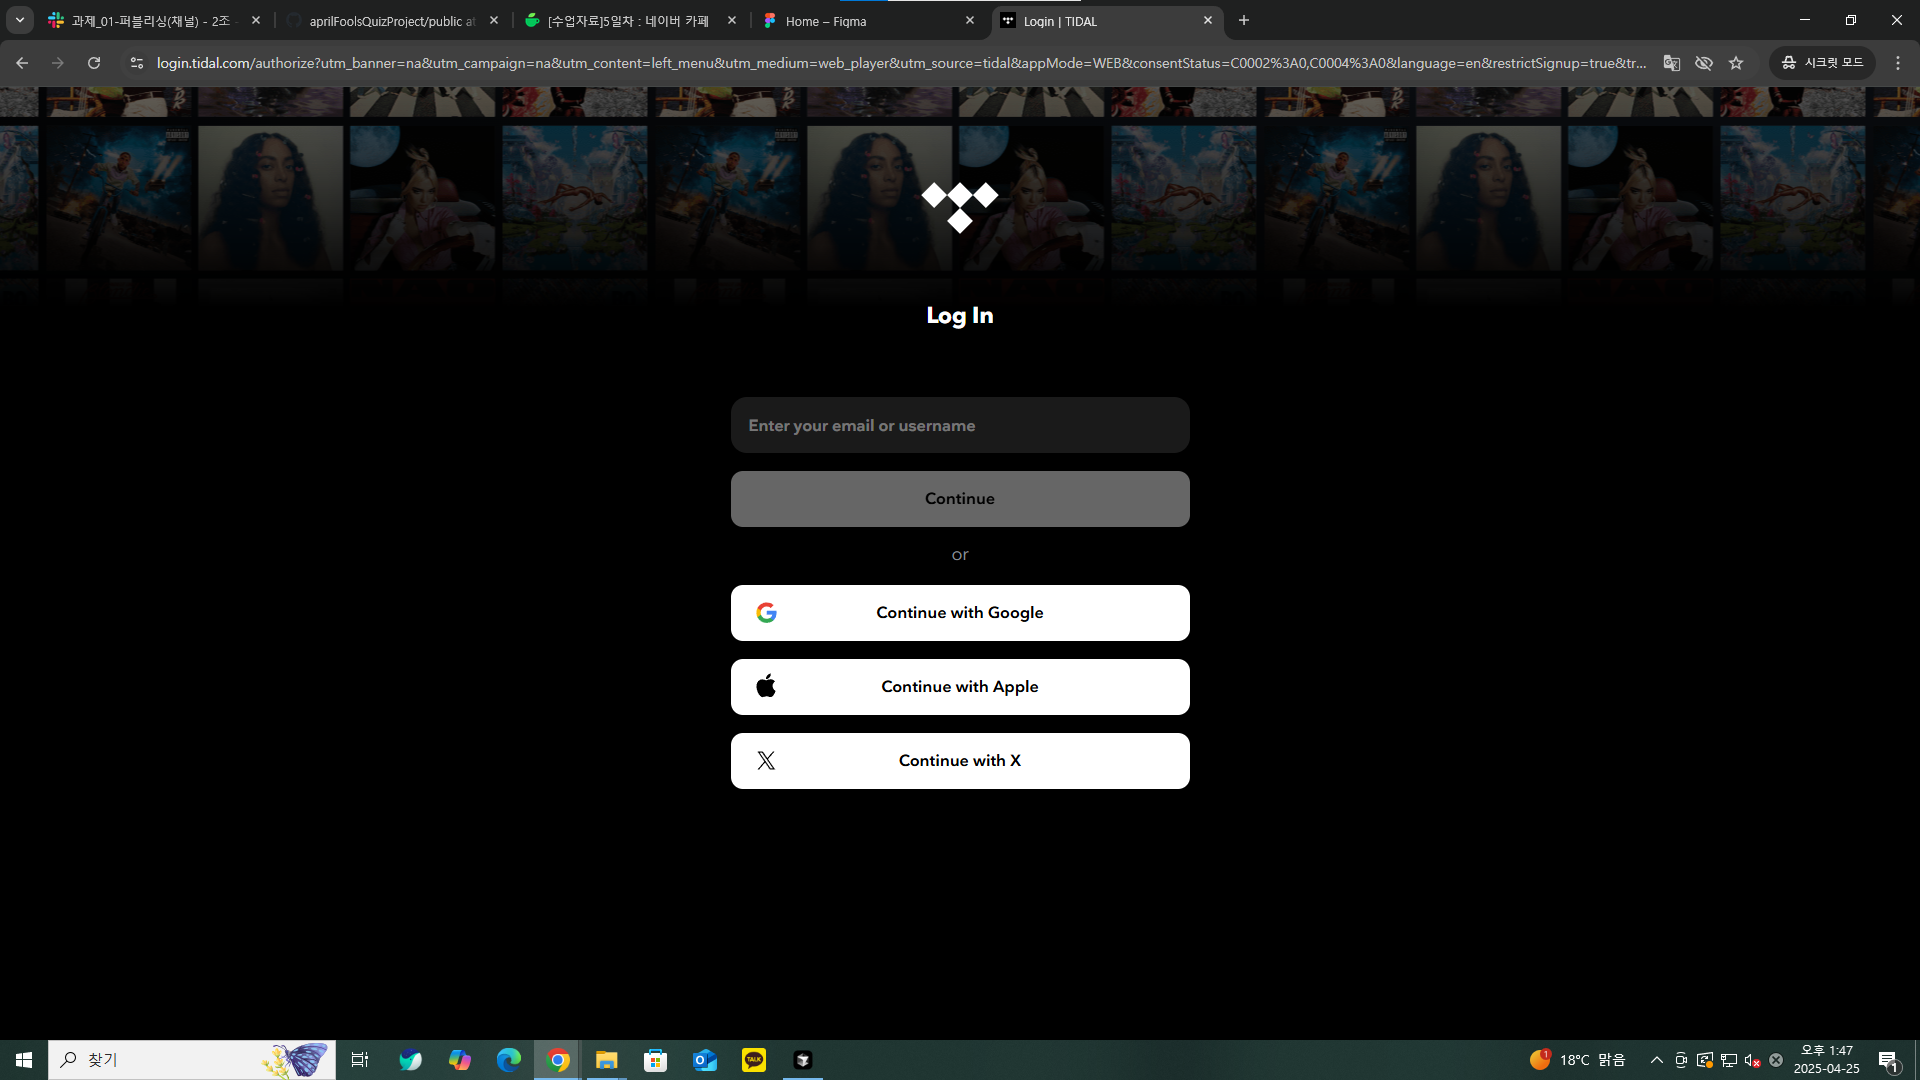 과제_01-퍼블리싱(채널) - 2조 -
aprilFoolsQuizProject/public at
[수업자료]5일차 : 네이버 카페
Home – Figma
Login | TIDAL
login.tidal.com/authorize?utm_banner=na&utm_campaign=na&utm_content=left_menu&utm_medium=web_player&utm_source=tidal&appMode=WEB&consentStatus=C0002%3A0,C0004%3A0&language=en&restrictSignup=true&tr...
시크릿 모드
Log In
Enter your email or username
Continue
or
Continue with Google
Continue with Apple
Continue with X
찾기
TALK
1
18°C 맑음
오후 1:47
2025-04-25
1